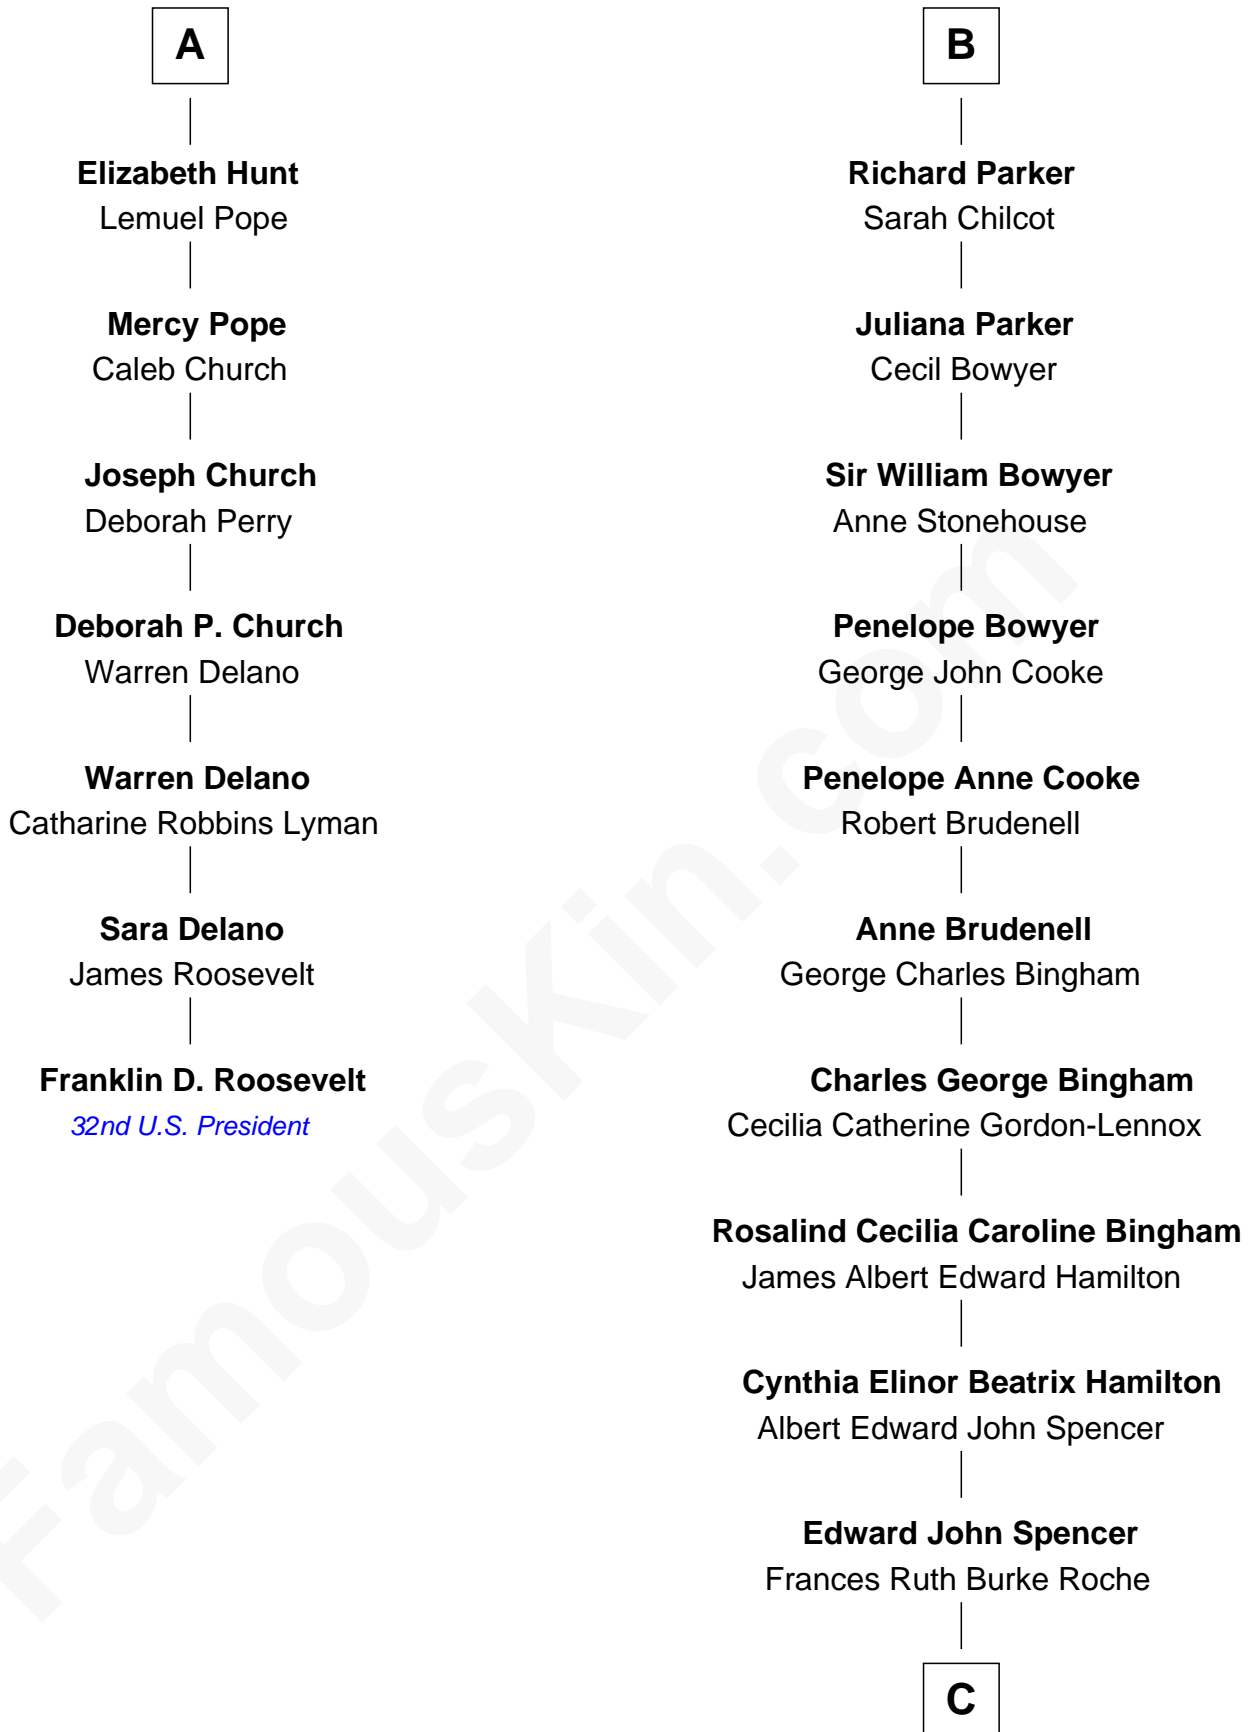 A
Elizabeth Hunt
Lemuel Pope
Mercy Pope
Caleb Church
Joseph Church
Deborah Perry
Deborah P. Church
Warren Delano
Warren Delano
Catharine Robbins Lyman
Sara Delano
James Roosevelt
Franklin D. Roosevelt
32nd U.S. President
B
Richard Parker
Sarah Chilcot
Juliana Parker
Cecil Bowyer
Sir William Bowyer
Anne Stonehouse
Penelope Bowyer
George John Cooke
Penelope Anne Cooke
Robert Brudenell
Anne Brudenell
George Charles Bingham
Charles George Bingham
Cecilia Catherine Gordon-Lennox
Rosalind Cecilia Caroline Bingham
James Albert Edward Hamilton
Cynthia Elinor Beatrix Hamilton
Albert Edward John Spencer
Edward John Spencer
Frances Ruth Burke Roche
C
FamousKin.com